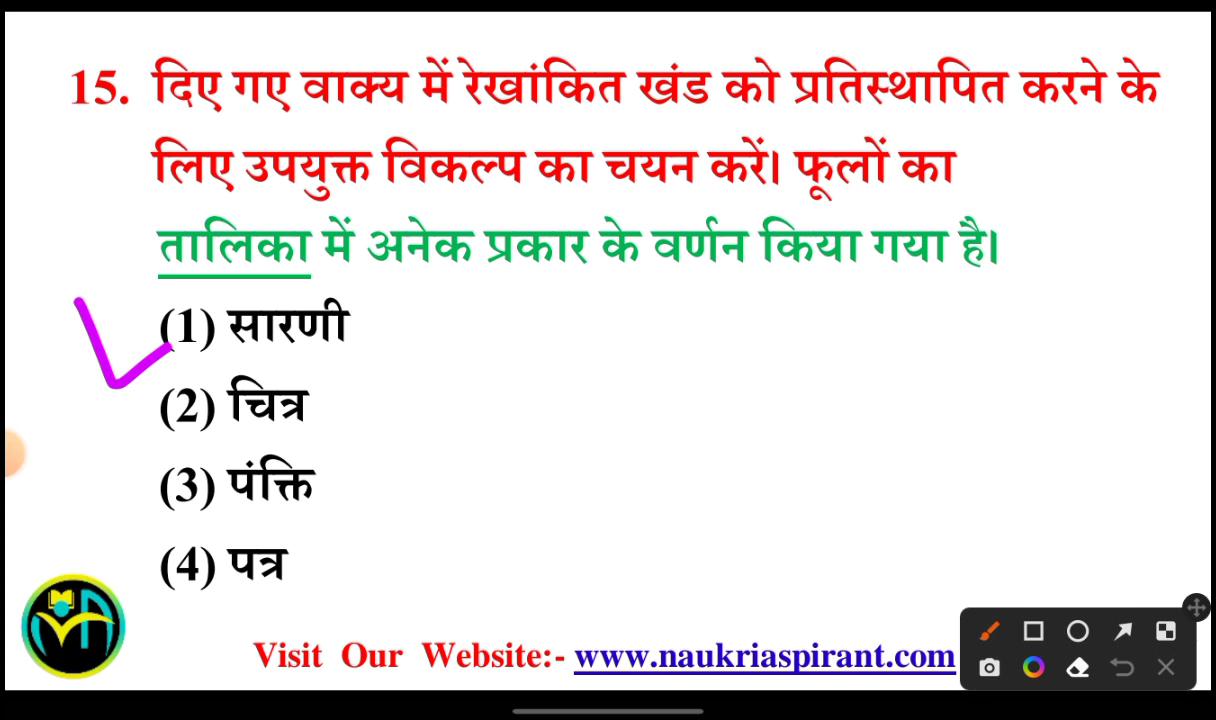 15. दिए गए वाक्य में रेखांकित खंड को प्रतिस्थापित करने के
लिए उपयुक्त विकल्प का चयन करें। फूलों का
तालिका में अनेक प्रकार के वर्णन किया गया है।
(1) सारणी
(2) चित्र
(3) पंक्ति
(4) पत्र
Visit Our Website:- www.naukriaspirant.com